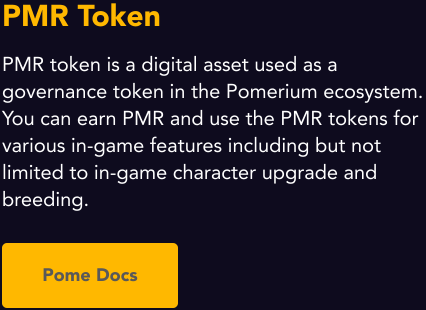 PMR Token
PMR token is a digital asset used as a
governance token in the Pomerium ecosystem.
You can earn PMR and use the PMR tokens for
various in-game features including but not
limited to in-game character upgrade and
breeding.
Pome Docs